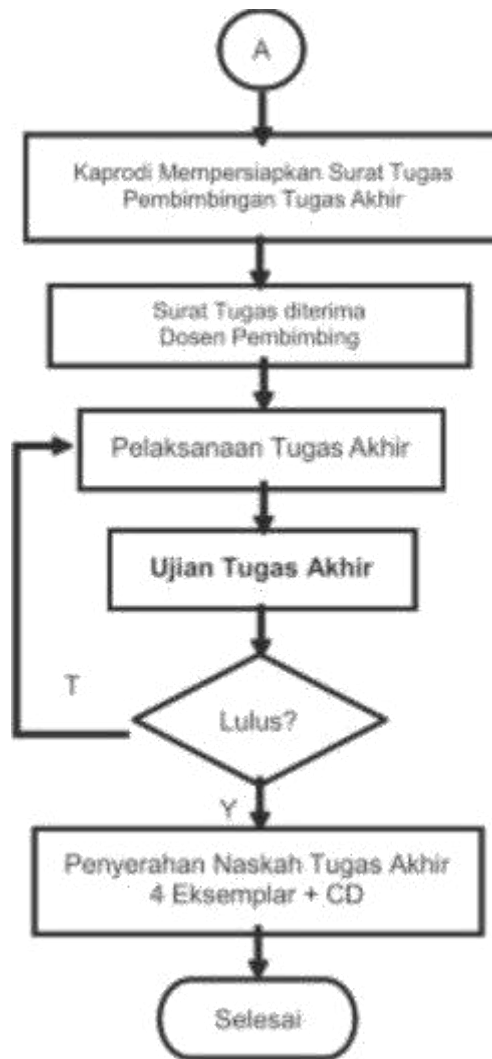 A
Kaprodi Mempersiapkan Surat Tugas
Pembimbingan Tugas Akhir
Surat Tugas diterima
Dosen Pembimbing
Pelaksanaan Tugas Akhir
Ujian Tugas Akhir
T
Lulus?
Y
Penyerahan Naskah Tugas Akhir
4 Eksemplar + CD
Selesai